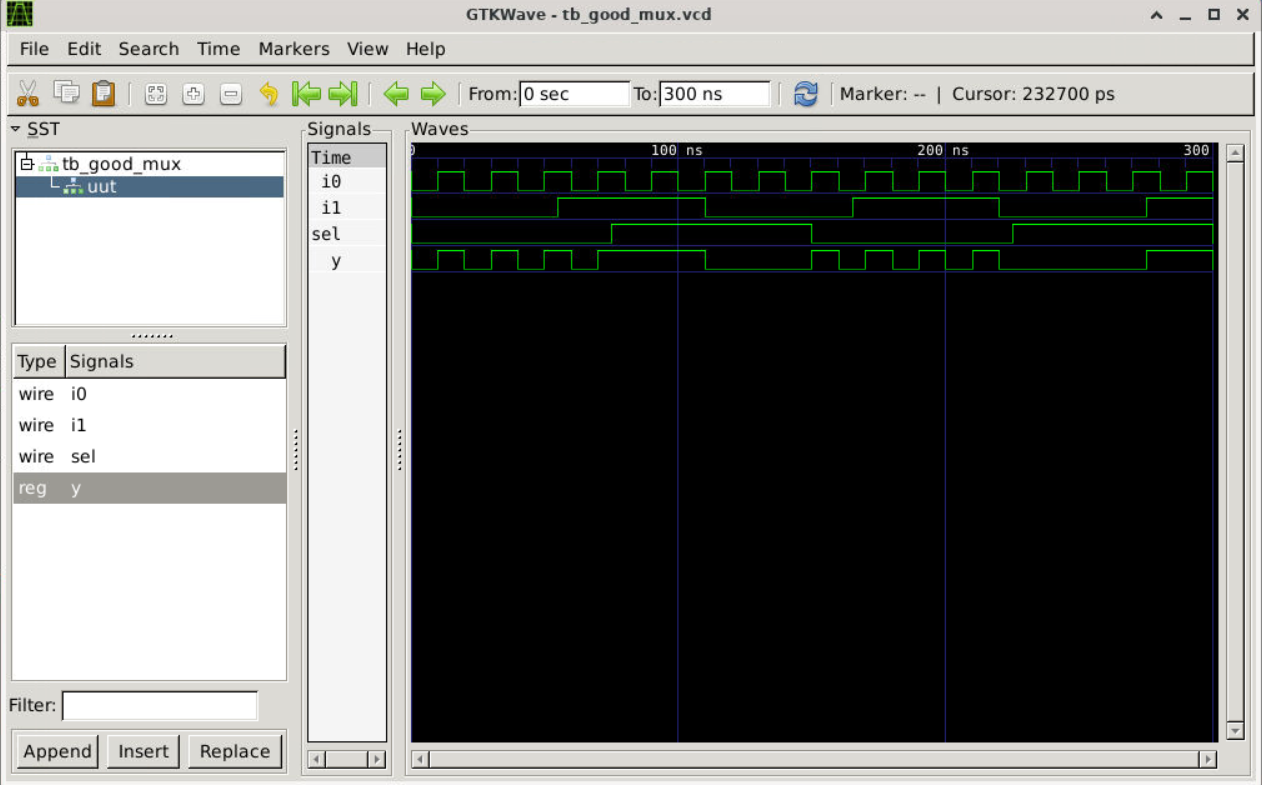 GTKWave - tb_good_mux.vcd
File Edit Search Time Markers View Help
From: 0 sec To: 300 ns Marker: -- | Cursor: 232700 ps
SST
tb_good_mux
uut
Type Signals
wire i0
wire i1
wire sel
reg y
Filter:
Append Insert Replace
Signals
Time
i0
i1
sel
y
Waves
0 100 ns 200 ns 300